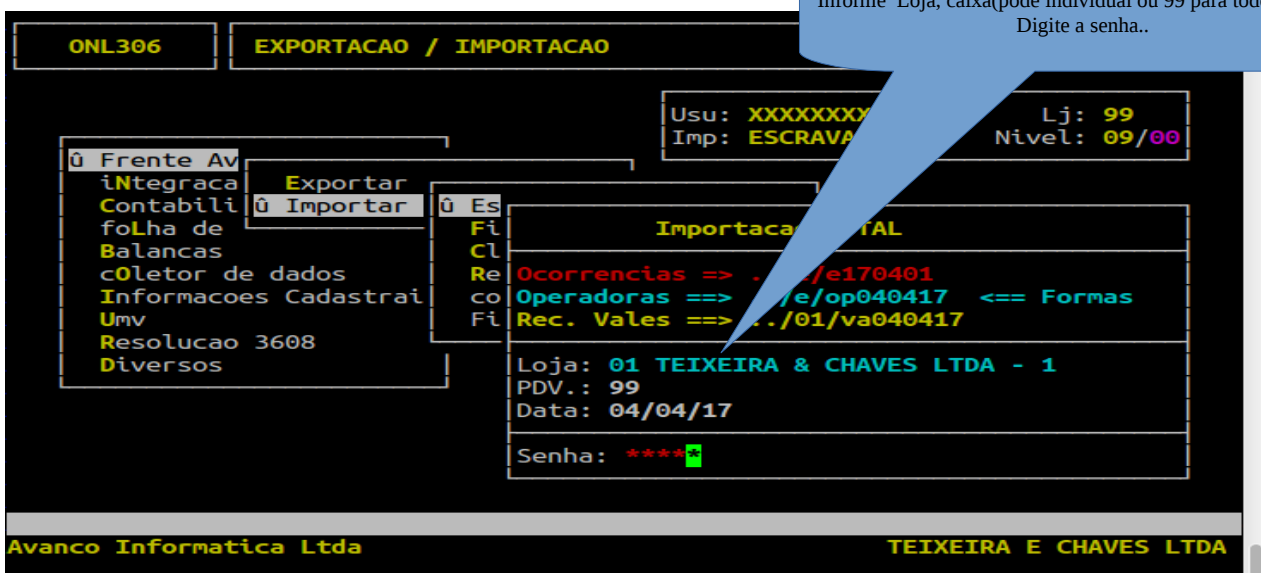 Informe Loja, caixa(pode individual ou 99 para
Digite a senha..
ONL306 EXPORTACAO / IMPORTACAO
Usu: XXXXXXXX Lj: 99
Imp: ESCRAVA Nivel: 09/00
û Frente Av
iNtegraca Exportar
Contabili û Importar û Es
foLha de Fi Importaca TAL
Balancas Cl
cOletor de dados Re Ocorrencias => . /e170401
Informacoes Cadastrai co Operadoras ==> /e/op040417 <== Formas
Umv Fi Rec. Vales ==> ../01/va040417
Resolucao 3608
Diversos Loja: 01 TEIXEIRA & CHAVES LTDA - 1
PDV.: 99
Data: 04/04/17
Senha: *****
Avanco Informatica Ltda TEIXEIRA E CHAVES LTDA